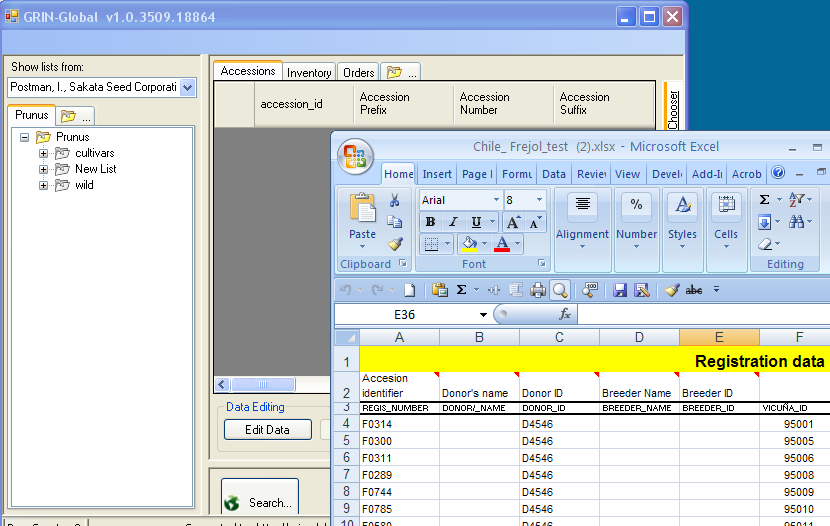 GRIN-Global v1.0.3509.18864
Show lists from:
Postman, I., Sakata Seed Corporati
Prunus ...
Prunus
cultivars
New List
wild
Accessions Inventory Orders ...
accession_id Accession Prefix Accession Number Accession Suffix
Chooser
Data Editing
Edit Data
Search...
Chile_ Frejol_test (2).xlsx - Microsoft Excel
Home Insert Page Formu Data Review View Devel Add-In Acrob
Paste
Clipboard
Arial 8
B I U A A
A
Font
Alignment
%
Number
Styles
Cells
Σ
Editing
Σ abc
E36 fx
A B C D E F
1 Registration data
2 Accesion identifier Donor's name Donor ID Breeder Name Breeder ID
3 REGIS_NUMBER DONOR/_NAME DONOR_ID BREEDER_NAME BREEDER_ID VICUÑA_ID
4 F0314 D4546 95001
5 F0300 D4546 95005
6 F0311 D4546 95006
7 F0289 D4546 95008
8 F0744 D4546 95009
9 F0785 D4546 95010
10 F0580 D4546 95011